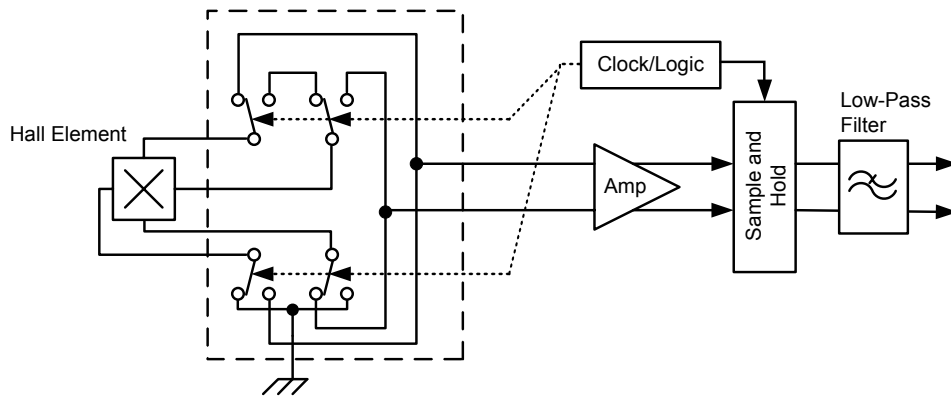 Clock/Logic
Low-Pass
Filter
Hall Element
Amp
Sample and
Hold